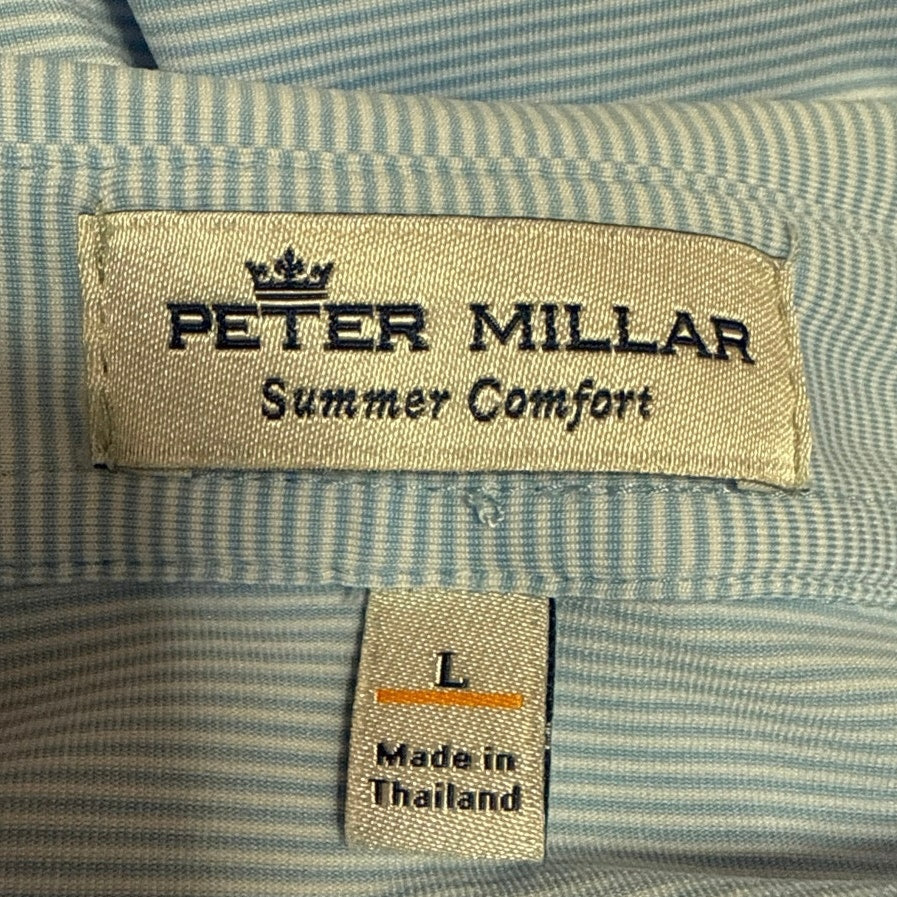 PETER MILLAR
Summer Comfort
L
Made in
Thailand